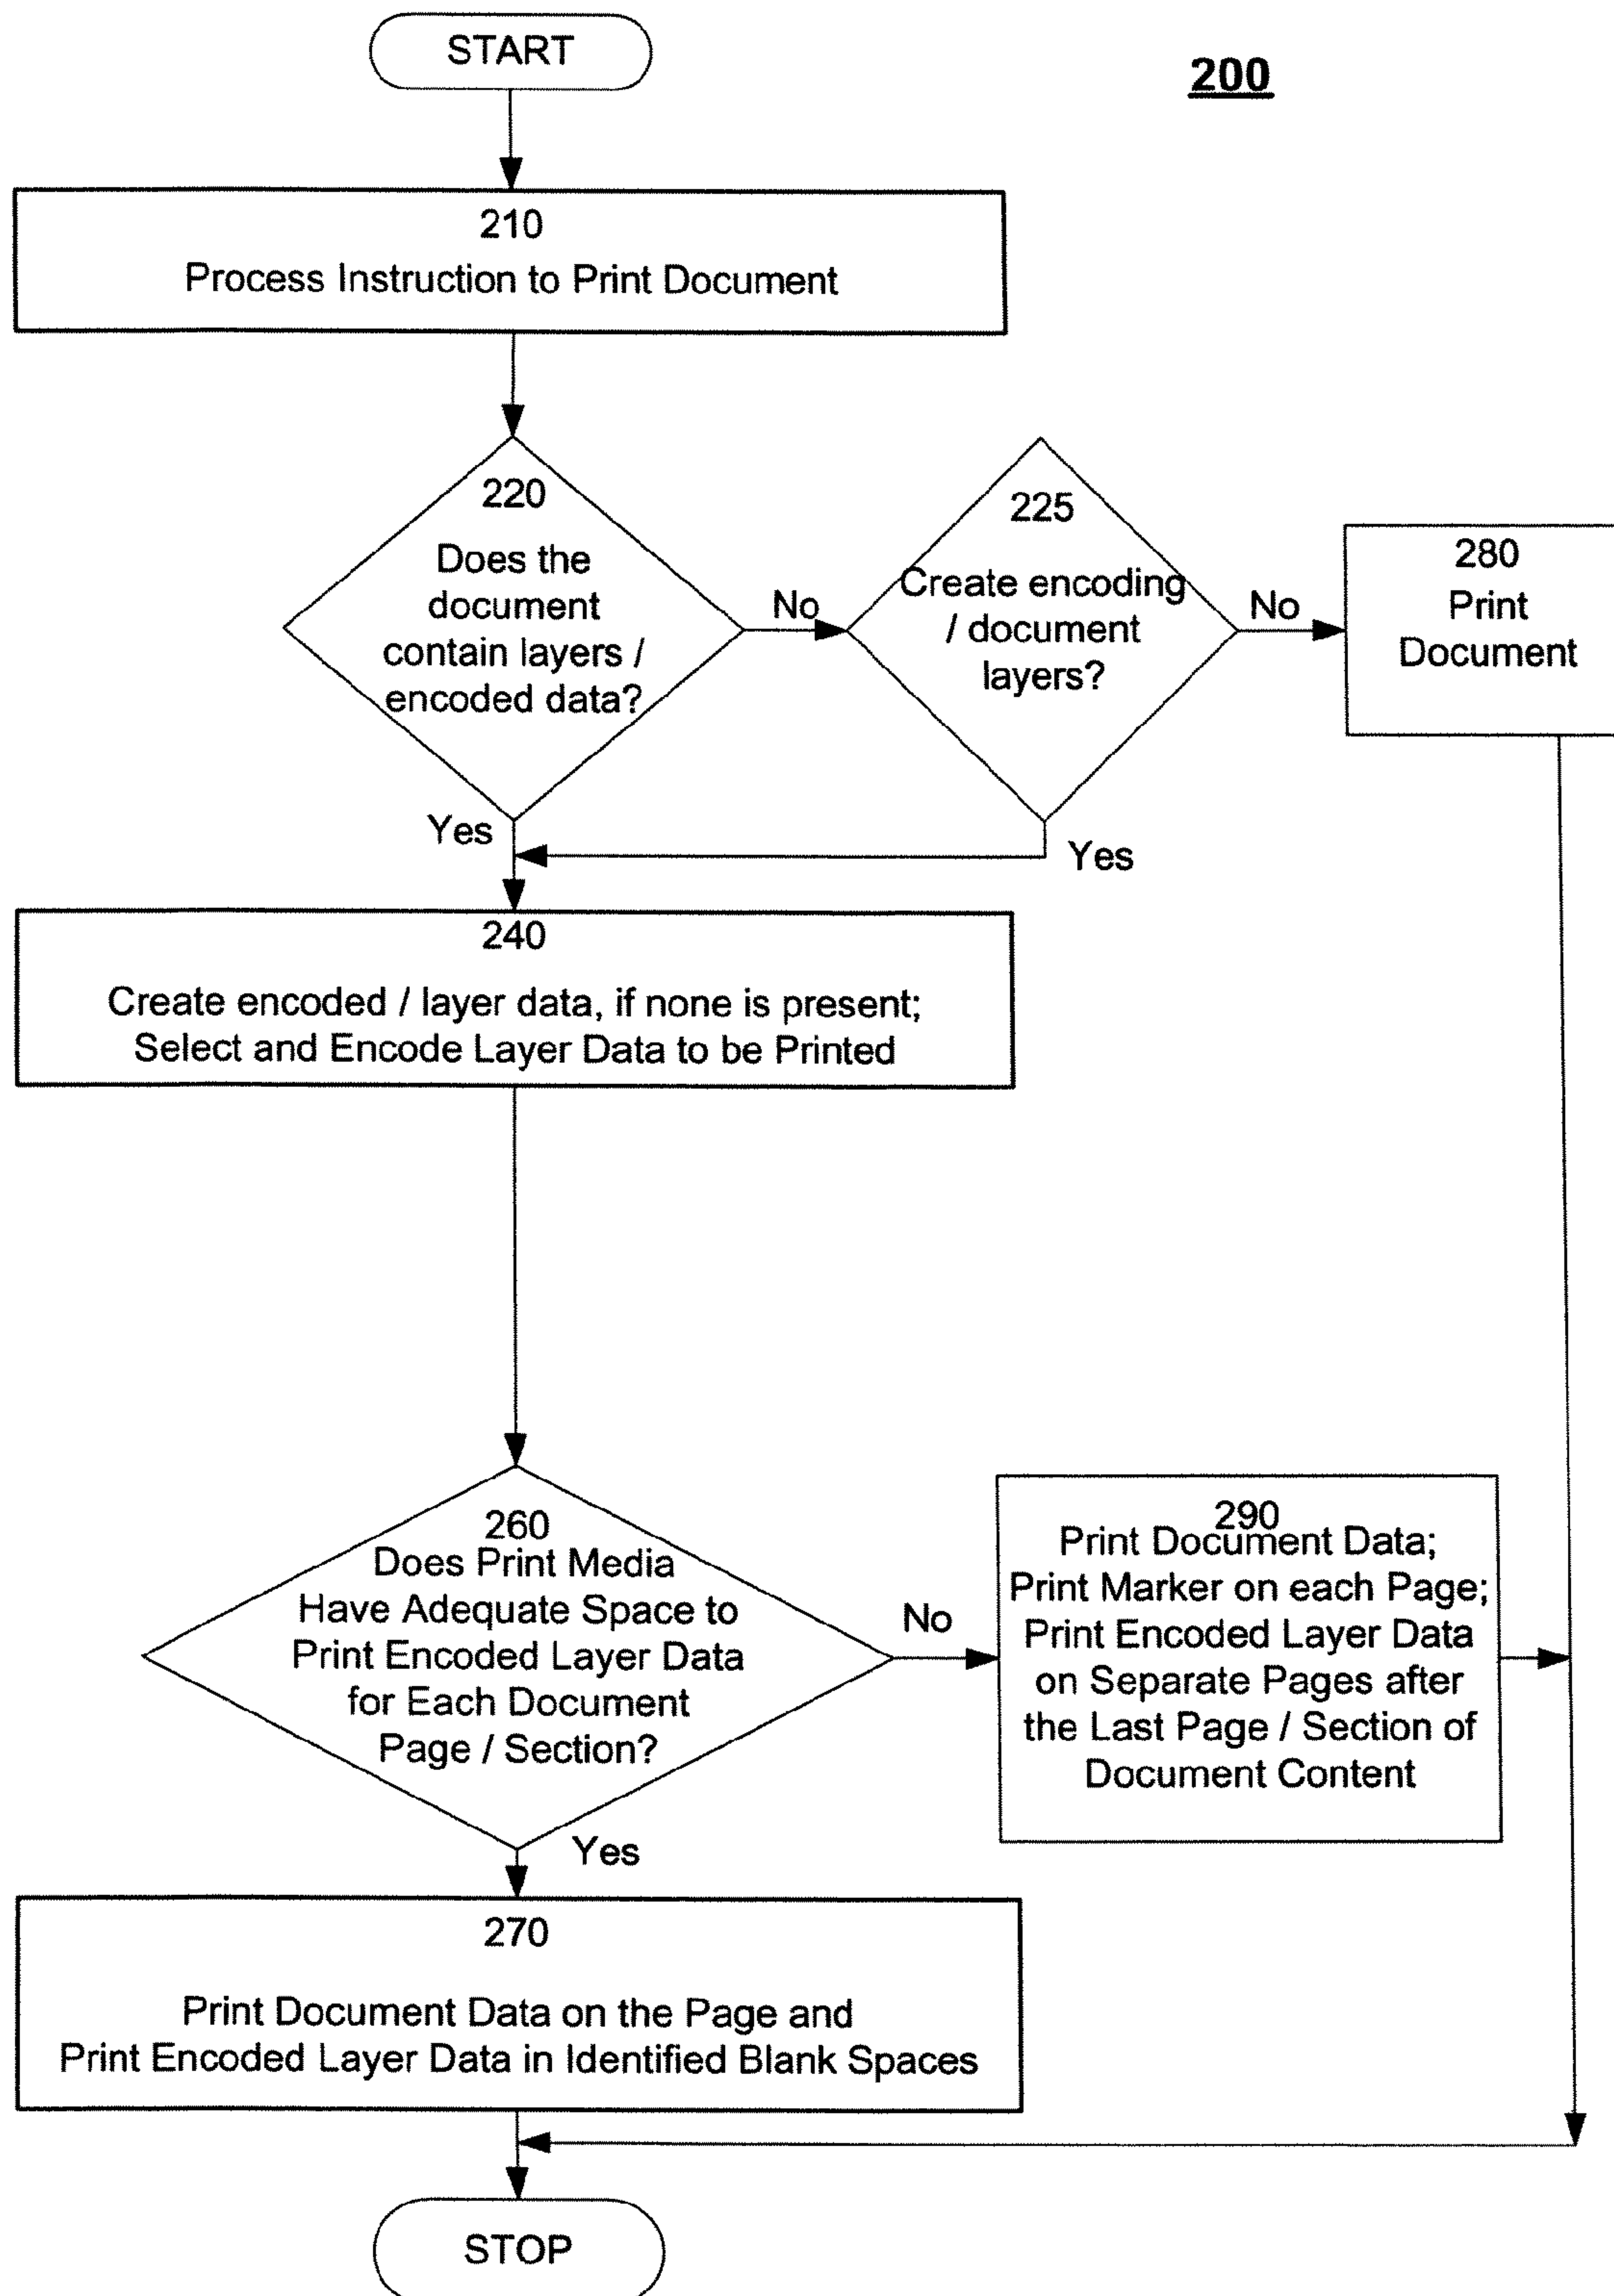 START
200
210
Process Instruction to Print Document
220
Does the
document
contain layers /
encoded data?
No
225
Create encoding
/ document
layers?
No
280
Print
Document
Yes
Yes
240
Create encoded / layer data, if none is present;
Select and Encode Layer Data to be Printed
260
Does Print Media
Have Adequate Space to
Print Encoded Layer Data
for Each Document
Page / Section?
No
290
Print Document Data;
Print Marker on each Page;
Print Encoded Layer Data
on Separate Pages after
the Last Page / Section of
Document Content
Yes
270
Print Document Data on the Page and
Print Encoded Layer Data in Identified Blank Spaces
STOP